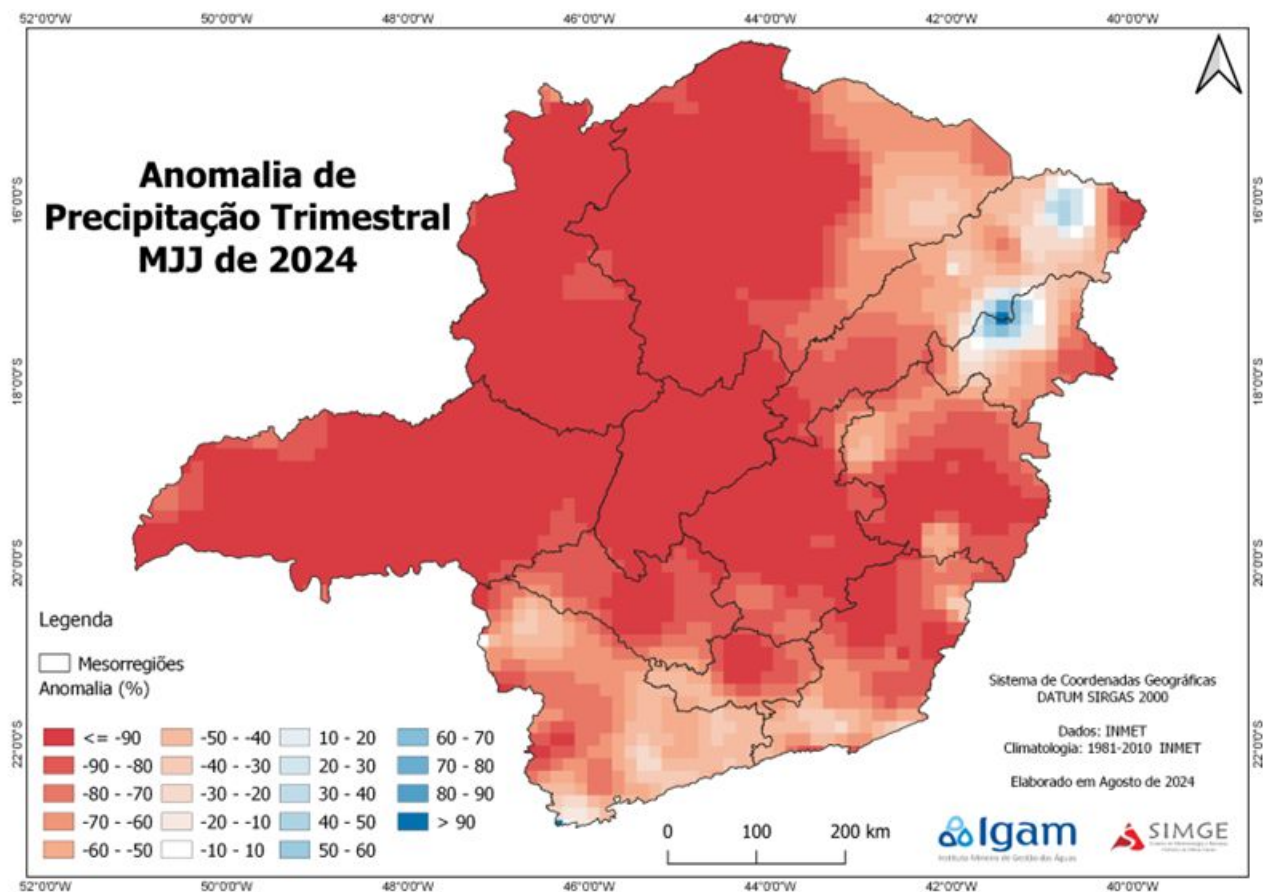 52°0'0"W 50°0'0"W 48°0'0"W 46°0'0"W 44°0'0"W 42°0'0"W 40°0'0"W
Anomalia de
Precipitação Trimestral
MJJ de 2024
16°0'0"S 16°0'0"S
18°0'0"S 18°0'0"S
20°0'0"S 20°0'0"S
22°0'0"S 22°0'0"S
Legenda
Mesorregiões
Anomalia (%)
<= -90 -50 - -40 10 - 20 60 - 70
-90 - -80 -40 - -30 20 - 30 70 - 80
-80 - -70 -30 - -20 30 - 40 80 - 90
-70 - -60 -20 - -10 40 - 50 > 90
-60 - -50 -10 - 10 50 - 60
Sistema de Coordenadas Geográficas
DATUM SIRGAS 2000
Dados: INMET
Climatologia: 1981-2010 INMET
Elaborado em Agosto de 2024
0 100 200 km
Igam
Instituto Mineiro de Gestão das Águas
SIMGE
52°0'0"W 50°0'0"W 48°0'0"W 46°0'0"W 44°0'0"W 42°0'0"W 40°0'0"W